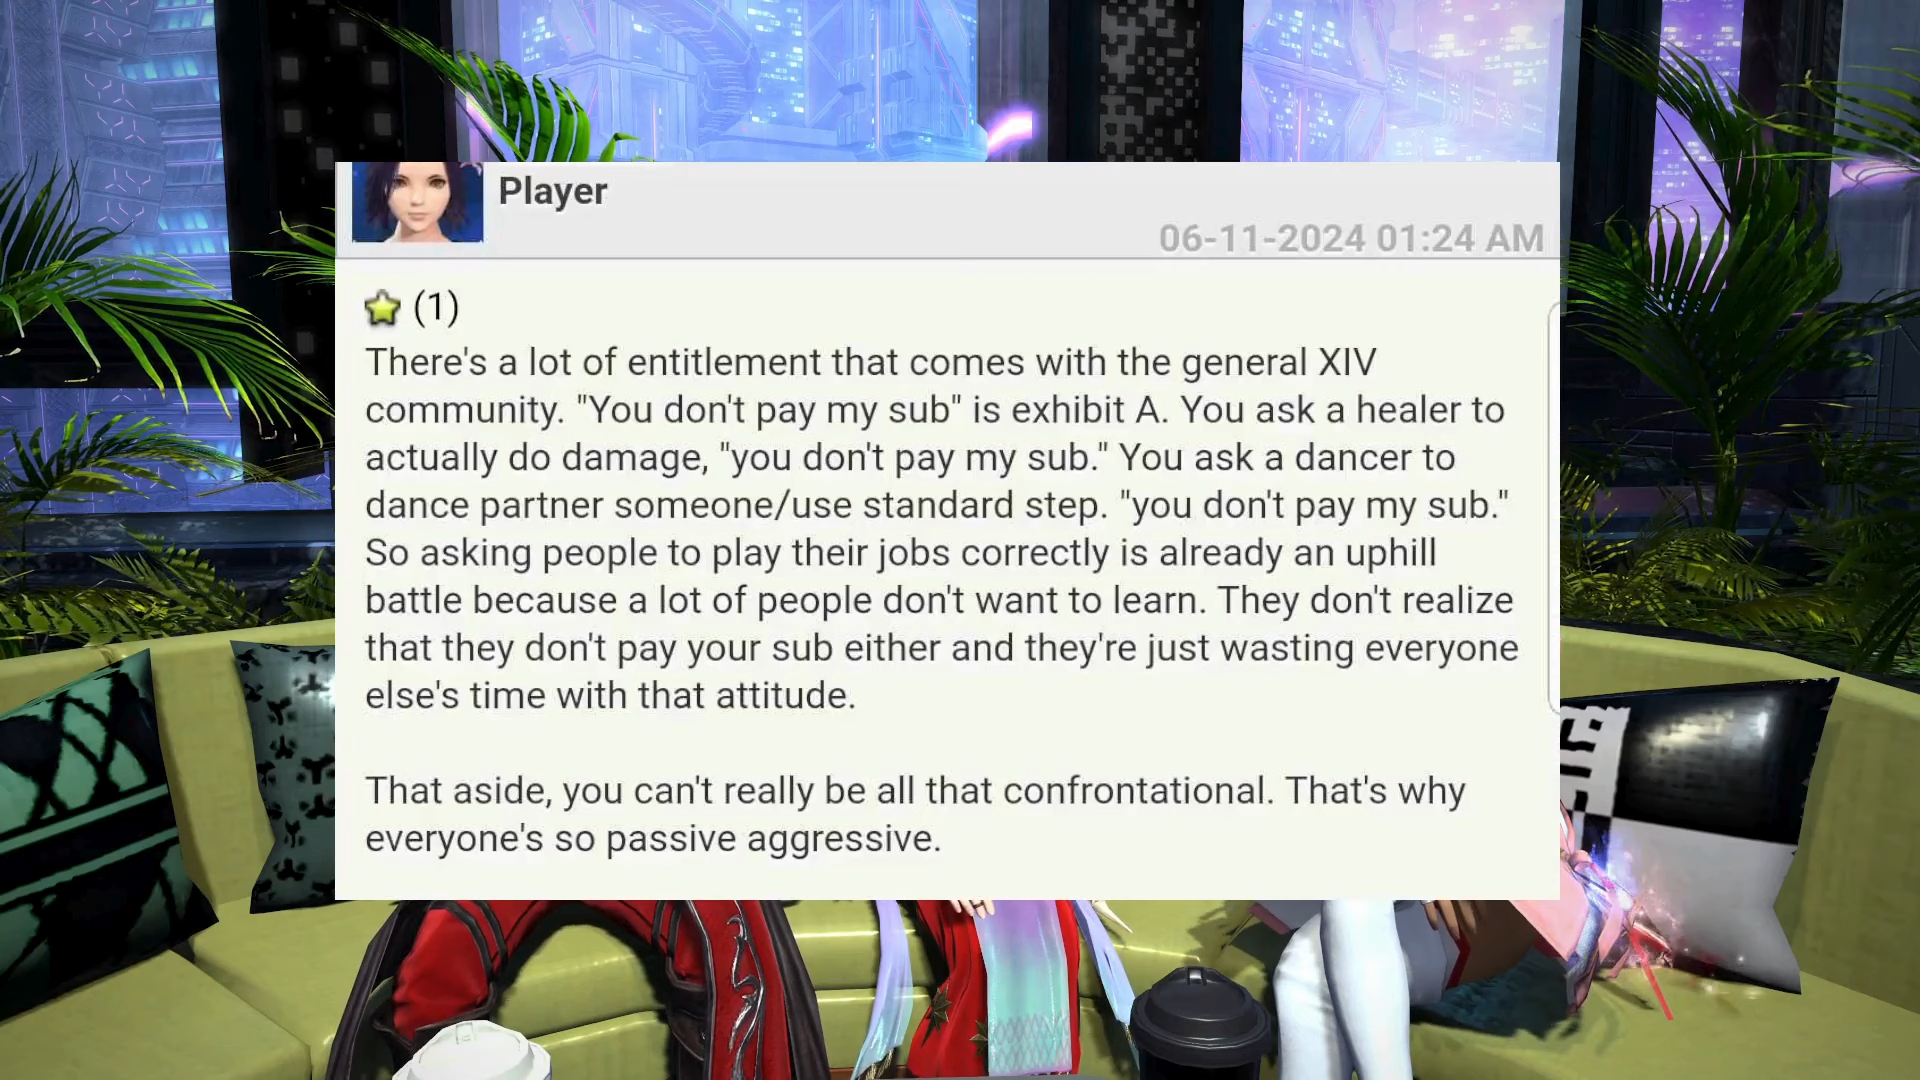 Player
06-11-2024 01:24 AM
(1)
There's a lot of entitlement that comes with the general XIV
community. "You don't pay my sub" is exhibit A. You ask a healer to
actually do damage, "you don't pay my sub." You ask a dancer to
dance partner someone/use standard step. "you don't pay my sub."
So asking people to play their jobs correctly is already an uphill
battle because a lot of people don't want to learn. They don't realize
that they don't pay your sub either and they're just wasting everyone
else's time with that attitude.
That aside, you can't really be all that confrontational. That's why
everyone's so passive aggressive.